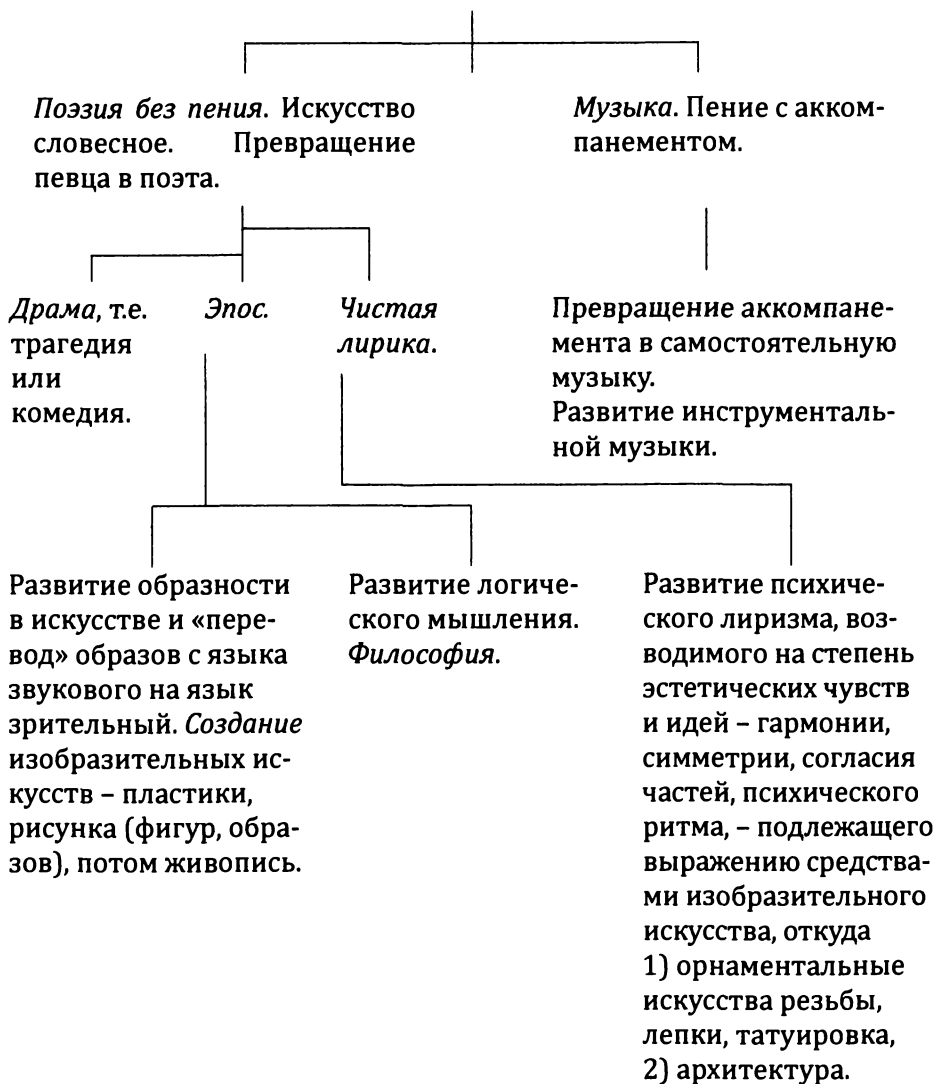 Поэзия без пения. Искусство
словесное. Превращение
певца в поэта.
Музыка. Пение с акком-
панементом.
Драма, т.е.
трагедия
или
комедия.
Эпос.
Чистая
лирика.
Превращение аккомпане-
мента в самостоятельную
музыку.
Развитие инструменталь-
ной музыки.
Развитие образности
в искусстве и «пере-
вод» образов с языка
звукового на язык
зрительный. Создание
изобразительных ис-
кусств – пластики,
рисунка (фигур, обра-
зов), потом живопись.
Развитие логиче-
ского мышления.
Философия.
Развитие психиче-
ского лиризма, воз-
водимого на степень
эстетических чувств
и идей – гармонии,
симметрии, согласия
частей, психического
ритма, – подлежащего
выражению средства-
ми изобразительного
искусства, откуда
1) орнаментальные
искусства резьбы,
лепки, татуировка,
2) архитектура.